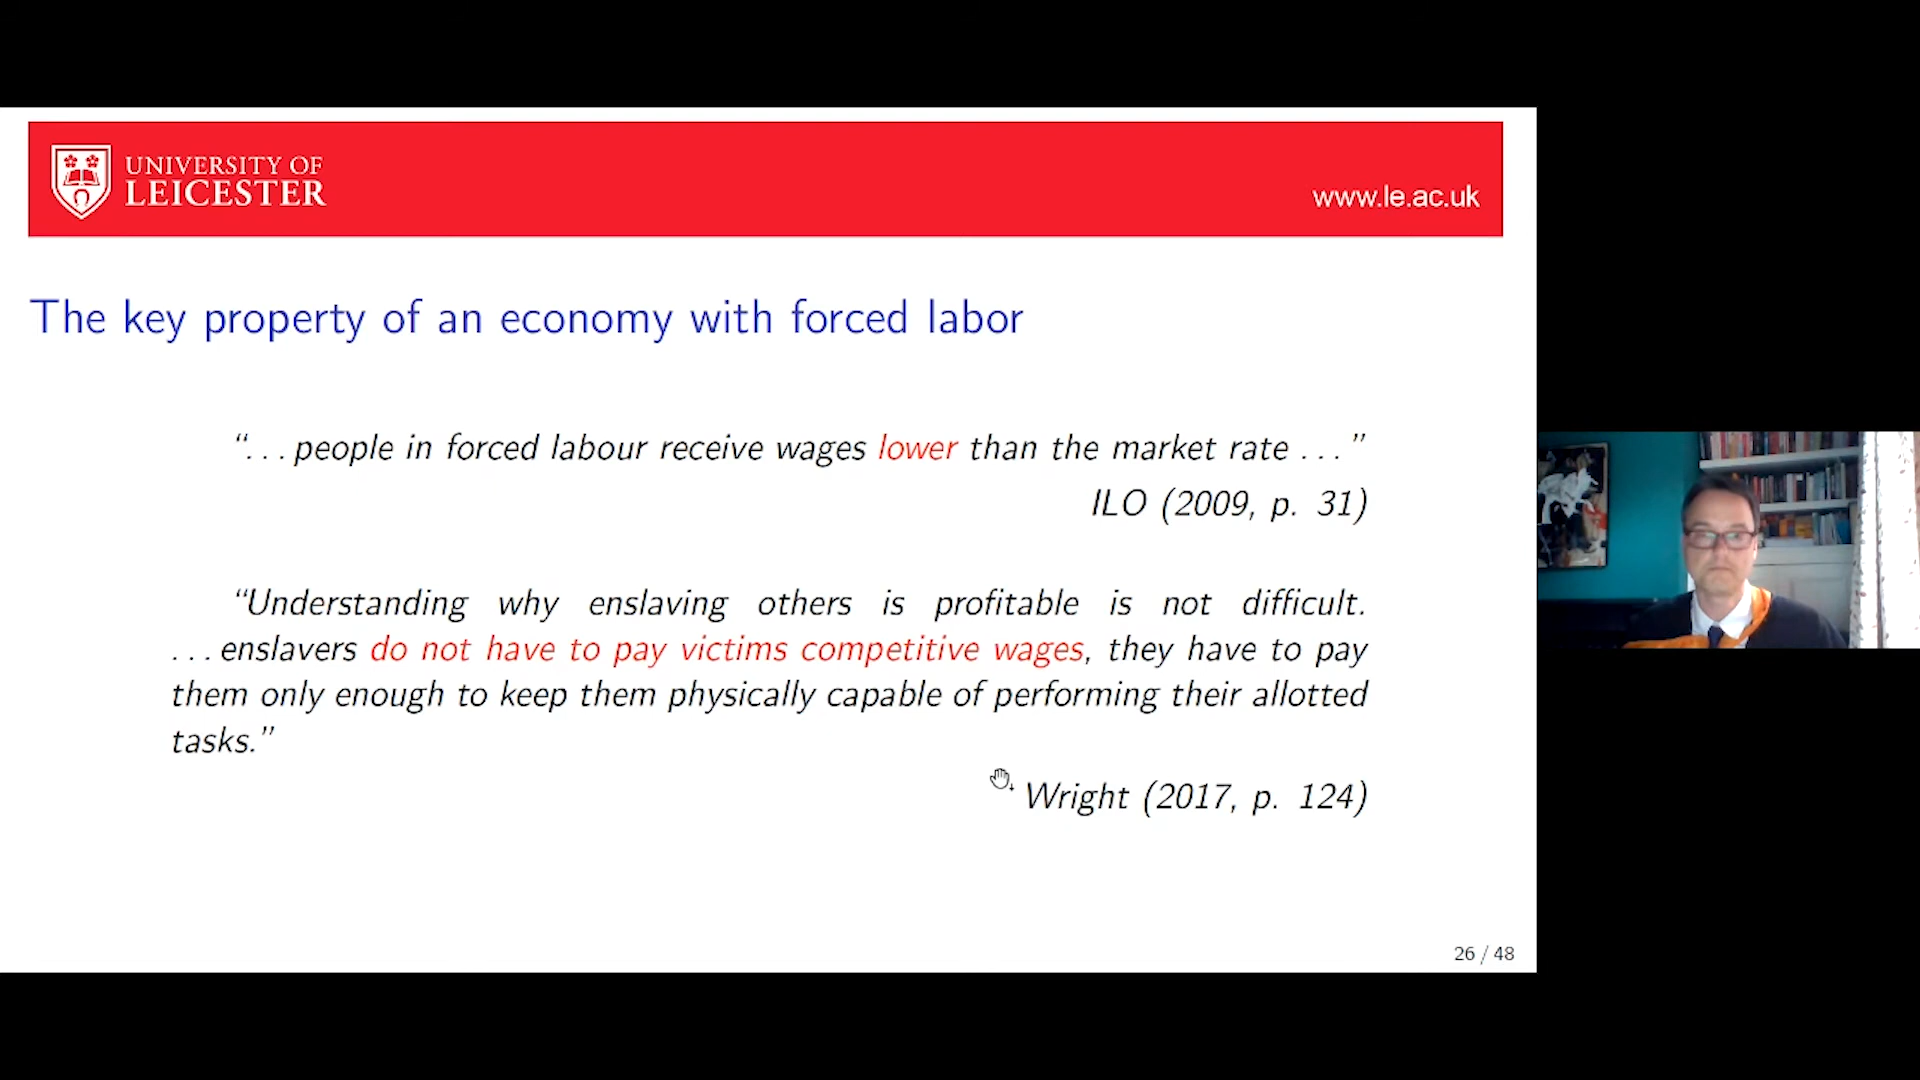 UNIVERSITY OF
LEICESTER
www.le.ac.uk
The key property of an economy with forced labor
“. . . people in forced labour receive wages lower than the market rate . . . ”
ILO (2009, p. 31)
“Understanding why enslaving others is profitable is not difficult.
. . . enslavers do not have to pay victims competitive wages, they have to pay
them only enough to keep them physically capable of performing their allotted
tasks.”
Wright (2017, p. 124)
26 / 48